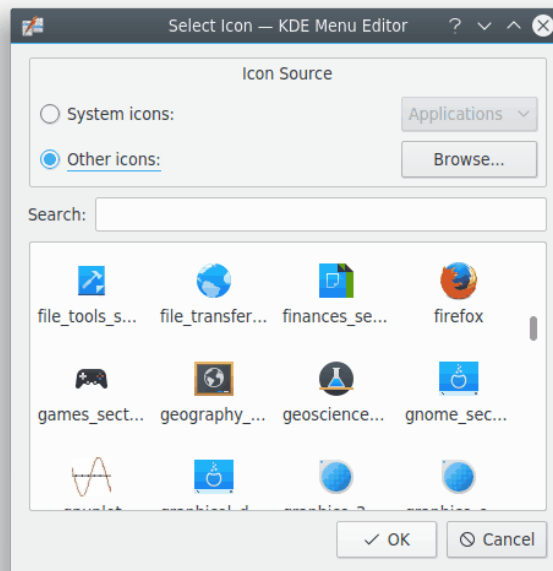 Select Icon — KDE Menu Editor
Icon Source
System icons: Applications
Other icons: Browse...
Search:
file_tools_s... file_transfer... finances_se... firefox
games_sect... geography_... geoscience... gnome_sec...
OK Cancel